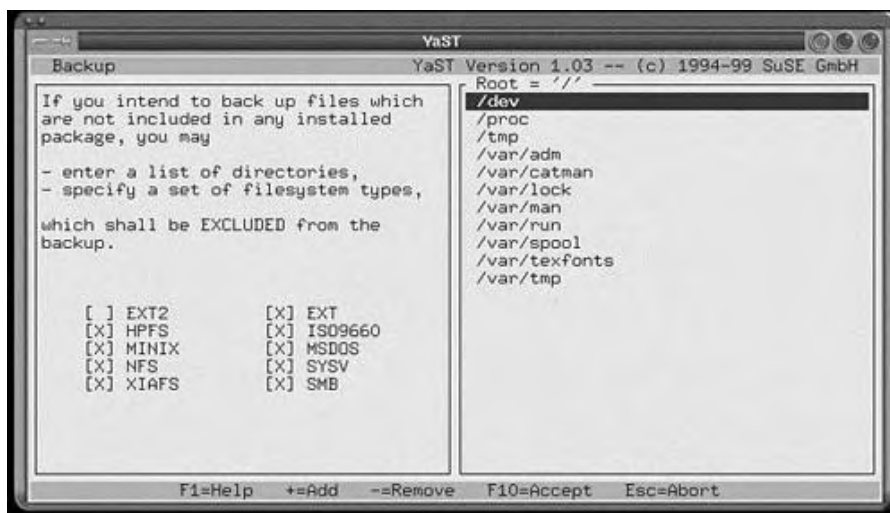 YaST
Backup YaST Version 1.03 -- (c) 1994-99 SuSE GmbH
If you intend to back up files which
are not included in any installed
package, you may
- enter a list of directories,
- specify a set of filesystem types,
which shall be EXCLUDED from the
backup.
[ ] EXT2 [X] EXT
[X] HPFS [X] ISO9660
[X] MINIX [X] MSDOS
[X] NFS [X] SYSV
[X] XIAFS [X] SMB
Root = '/'
/dev
/proc
/tmp
/var/adm
/var/catman
/var/lock
/var/man
/var/run
/var/spool
/var/texfonts
/var/tmp
F1=Help +=Add -=Remove F10=Accept Esc=Abort